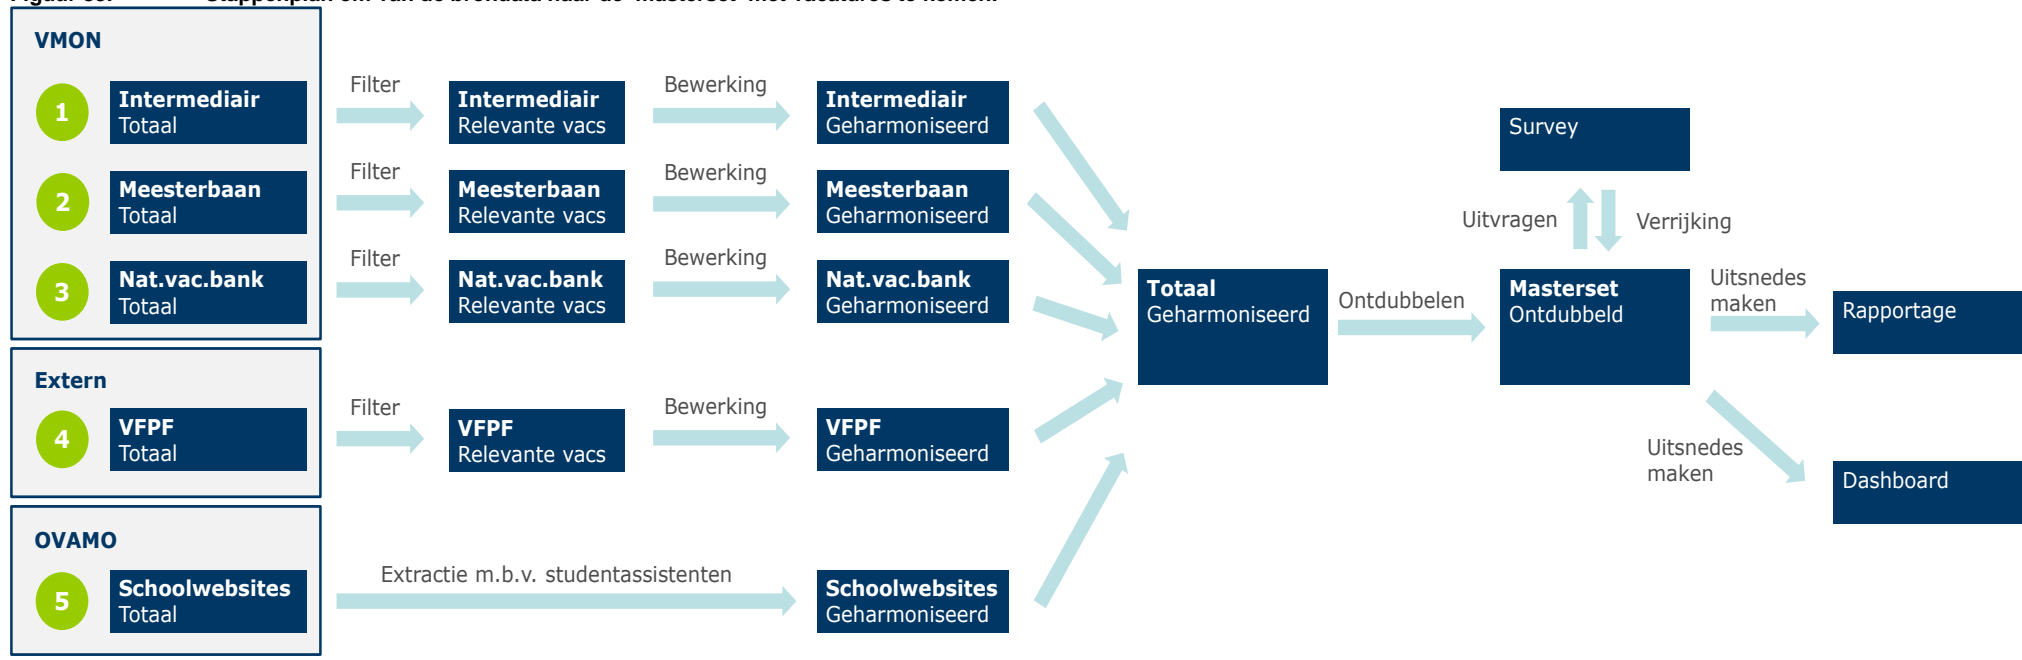 VMON
1
Intermediair
Totaal
Filter
Intermediair
Relevante vacs
Bewerking
Intermediair
Geharmoniseerd
2
Meesterbaan
Totaal
Filter
Meesterbaan
Relevante vacs
Bewerking
Meesterbaan
Geharmoniseerd
3
Nat.vac.bank
Totaal
Filter
Nat.vac.bank
Relevante vacs
Bewerking
Nat.vac.bank
Geharmoniseerd
Extern
4
VFPF
Totaal
Filter
VFPF
Relevante vacs
Bewerking
VFPF
Geharmoniseerd
OVAMO
5
Schoolwebsites
Totaal
Extractie m.b.v. studentassistenten
Schoolwebsites
Geharmoniseerd
Totaal
Geharmoniseerd
Ontdubbelen
Masterset
Ontdubbeld
Uitvragen
Verrijking
Survey
Uitsnedes
maken
Rapportage
Uitsnedes
maken
Dashboard